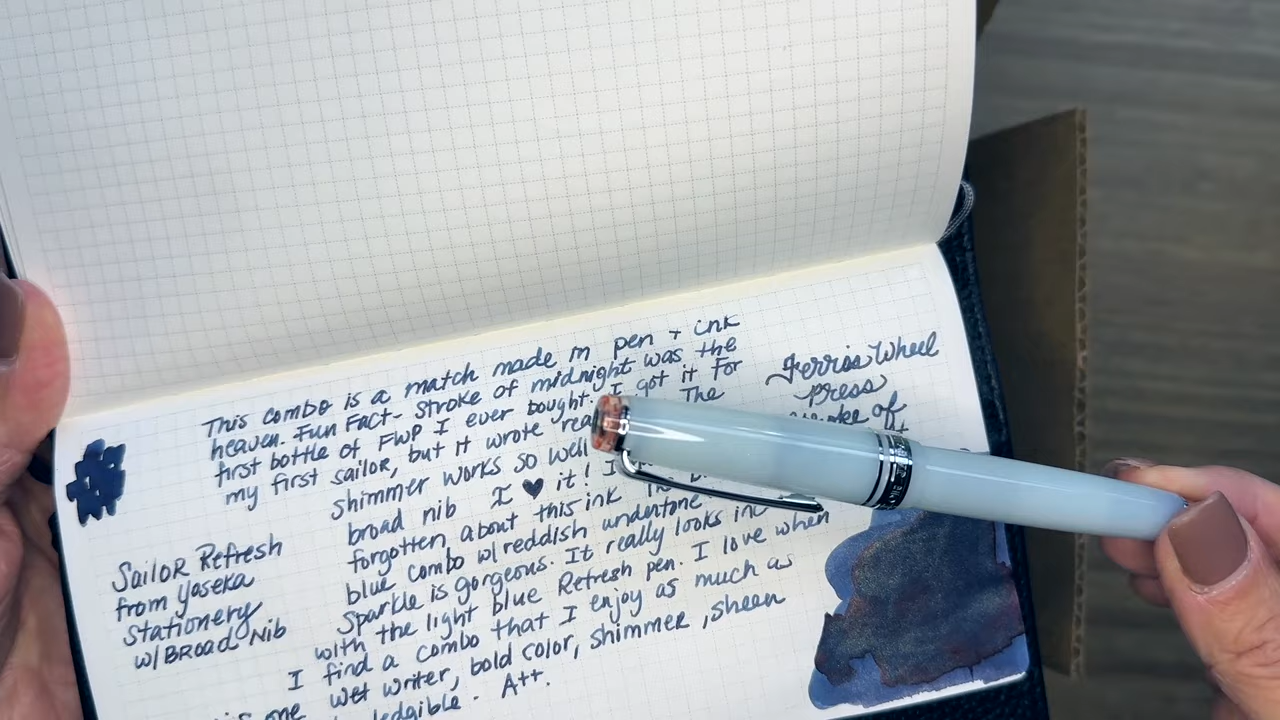 This combo is a match made in pen + ink
heaven. Fun Fact- Stroke of midnight was the
first bottle of FWP I ever bought. I got it for
my first sailor, but it wrote The
shimmer works so well
broad nib I ♥ it! I
forgotten about this ink
blue combo w/ reddish undertone
Sparkle is gorgeous. It really looks
with the light blue Refresh pen. I love when
I find a combo that I enjoy as much as
one wet writer, bold color, shimmer, sheen
A++.
Sailor Refresh
from Yoseka
Stationery
w/ Broad Nib
Ferris Wheel
Press
of